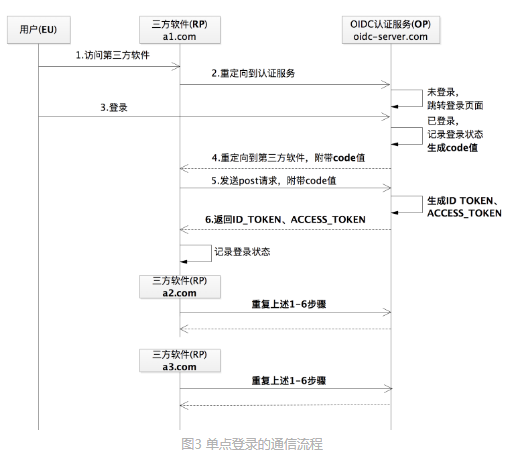 用户(EU)
三方软件(RP)
a1.com
OIDC认证服务(OP)
oidc-server.com
1.访问第三方软件
2.重定向到认证服务
未登录，
跳转登录页面
3.登录
已登录，
记录登录状态
生成code值
4.重定向到第三方软件，附带code值
5.发送post请求，附带code值
生成ID TOKEN、
ACCESS_TOKEN
6.返回ID_TOKEN、ACCESS_TOKEN
记录登录状态
三方软件(RP)
a2.com
重复上述1-6步骤
三方软件(RP)
a3.com
重复上述1-6步骤
图3 单点登录的通信流程